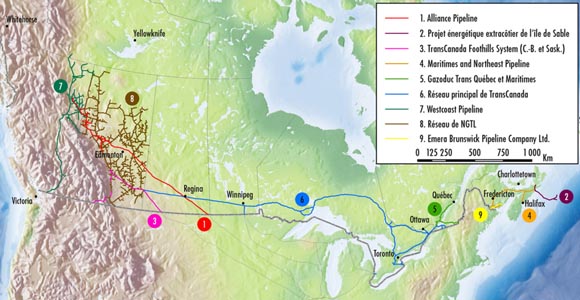 Whitehorse
Yellowknife
1. Alliance Pipeline
2. Projet énergétique extracôtier de l'île de Sable
3. TransCanada Foothills System (C.-B. et Sask.)
4. Maritimes and Northeast Pipeline
5. Gazoduc Trans Québec et Maritimes
6. Réseau principal de TransCanada
7. Westcoast Pipeline
8. Réseau de NGTL
9. Emera Brunswick Pipeline Company Ltd.
0 125 250 500 750 1 000
Km
7
8
Edmonton
Victoria
Regina
Winnipeg
3
1
6
Ottawa
Toronto
Québec
5
Charlottetown
Fredericton
Halifax
9
4
2